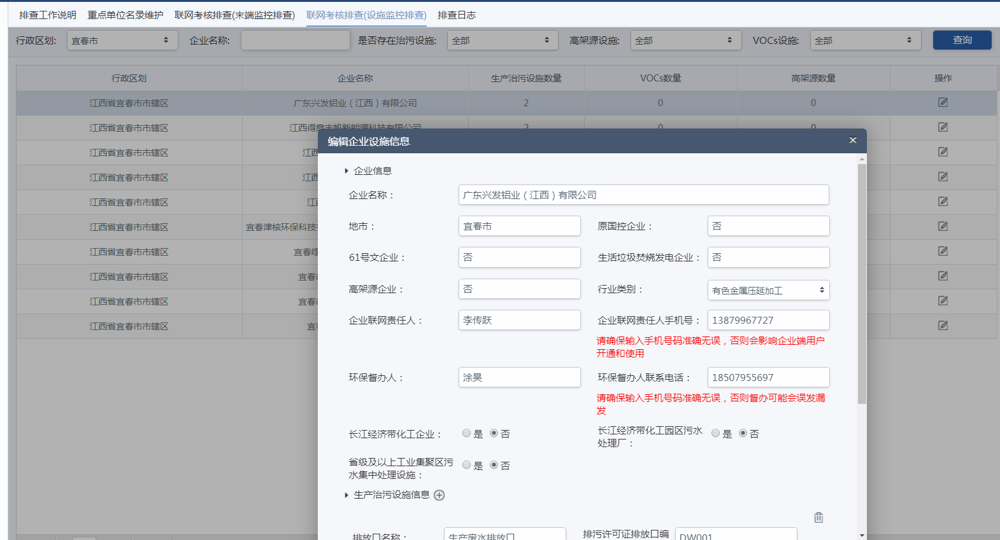 排查工作说明 重点单位名录维护 联网考核排查(末端监控排查) 联网考核排查(设施监控排查) 排查日志
行政区划: 宜春市 企业名称: 是否存在治污设施: 全部 高架源设施: 全部 VOCs设施: 全部 查询
行政区划 企业名称 生产治污设施数量 VOCs数量 高架源数量 操作
江西省宜春市市辖区 广东兴发铝业（江西）有限公司 2 0 0
江西省宜春市市辖区 江西得意志帆新能源科技有限公司 2 0 0
江西省宜春市市辖区 江西
江西省宜春市市辖区 江西
江西省宜春市市辖区 江
江西省宜春市市辖区 宜春津核环保科技
江西省宜春市市辖区 宜春
江西省宜春市市辖区 宜春
江西省宜春市市辖区 宜春
江西省宜春市市辖区 宜
编辑企业设施信息
企业信息
企业名称： 广东兴发铝业（江西）有限公司
地市： 宜春市 原国控企业： 否
61号文企业： 否 生活垃圾焚烧发电企业： 否
高架源企业： 否 行业类别： 有色金属压延加工
企业联网责任人： 李传跃 企业联网责任人手机号： 13879967727
请确保输入手机号码准确无误，否则会影响企业端用户
开通和使用
环保督办人： 涂昊 环保督办人联系电话： 18507955697
请确保输入手机号码准确无误，否则督办可能会误发漏
发
长江经济带化工企业： 是 否 长江经济带化工园区污水
处理厂： 是 否
省级及以上工业集聚区污
水集中处理设施： 是 否
生产治污设施信息
排放口名称： 生产废水排放口 排污许可证排放口编 DW001